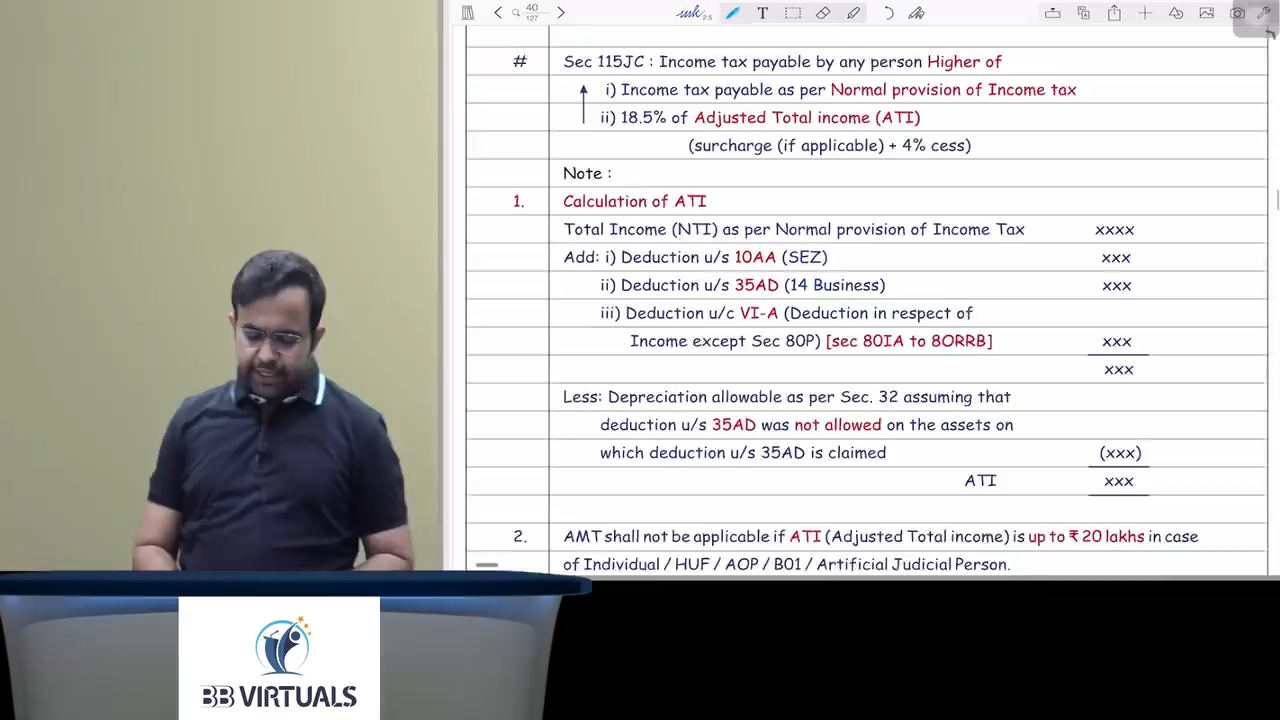 40
127
2.5
T
# Sec 115JC : Income tax payable by any person Higher of
i) Income tax payable as per Normal provision of Income tax
ii) 18.5% of Adjusted Total income (ATI)
(surcharge (if applicable) + 4% cess)
Note :
1. Calculation of ATI
Total Income (NTI) as per Normal provision of Income Tax xxxx
Add: i) Deduction u/s 10AA (SEZ) xxx
ii) Deduction u/s 35AD (14 Business) xxx
iii) Deduction u/c VI-A (Deduction in respect of
Income except Sec 80P) [sec 80IA to 8ORRB] xxx
xxx
Less: Depreciation allowable as per Sec. 32 assuming that
deduction u/s 35AD was not allowed on the assets on
which deduction u/s 35AD is claimed (xxx)
ATI xxx
2. AMT shall not be applicable if ATI (Adjusted Total income) is up to ₹ 20 lakhs in case
of Individual / HUF / AOP / B01 / Artificial Judicial Person.
BB VIRTUALS